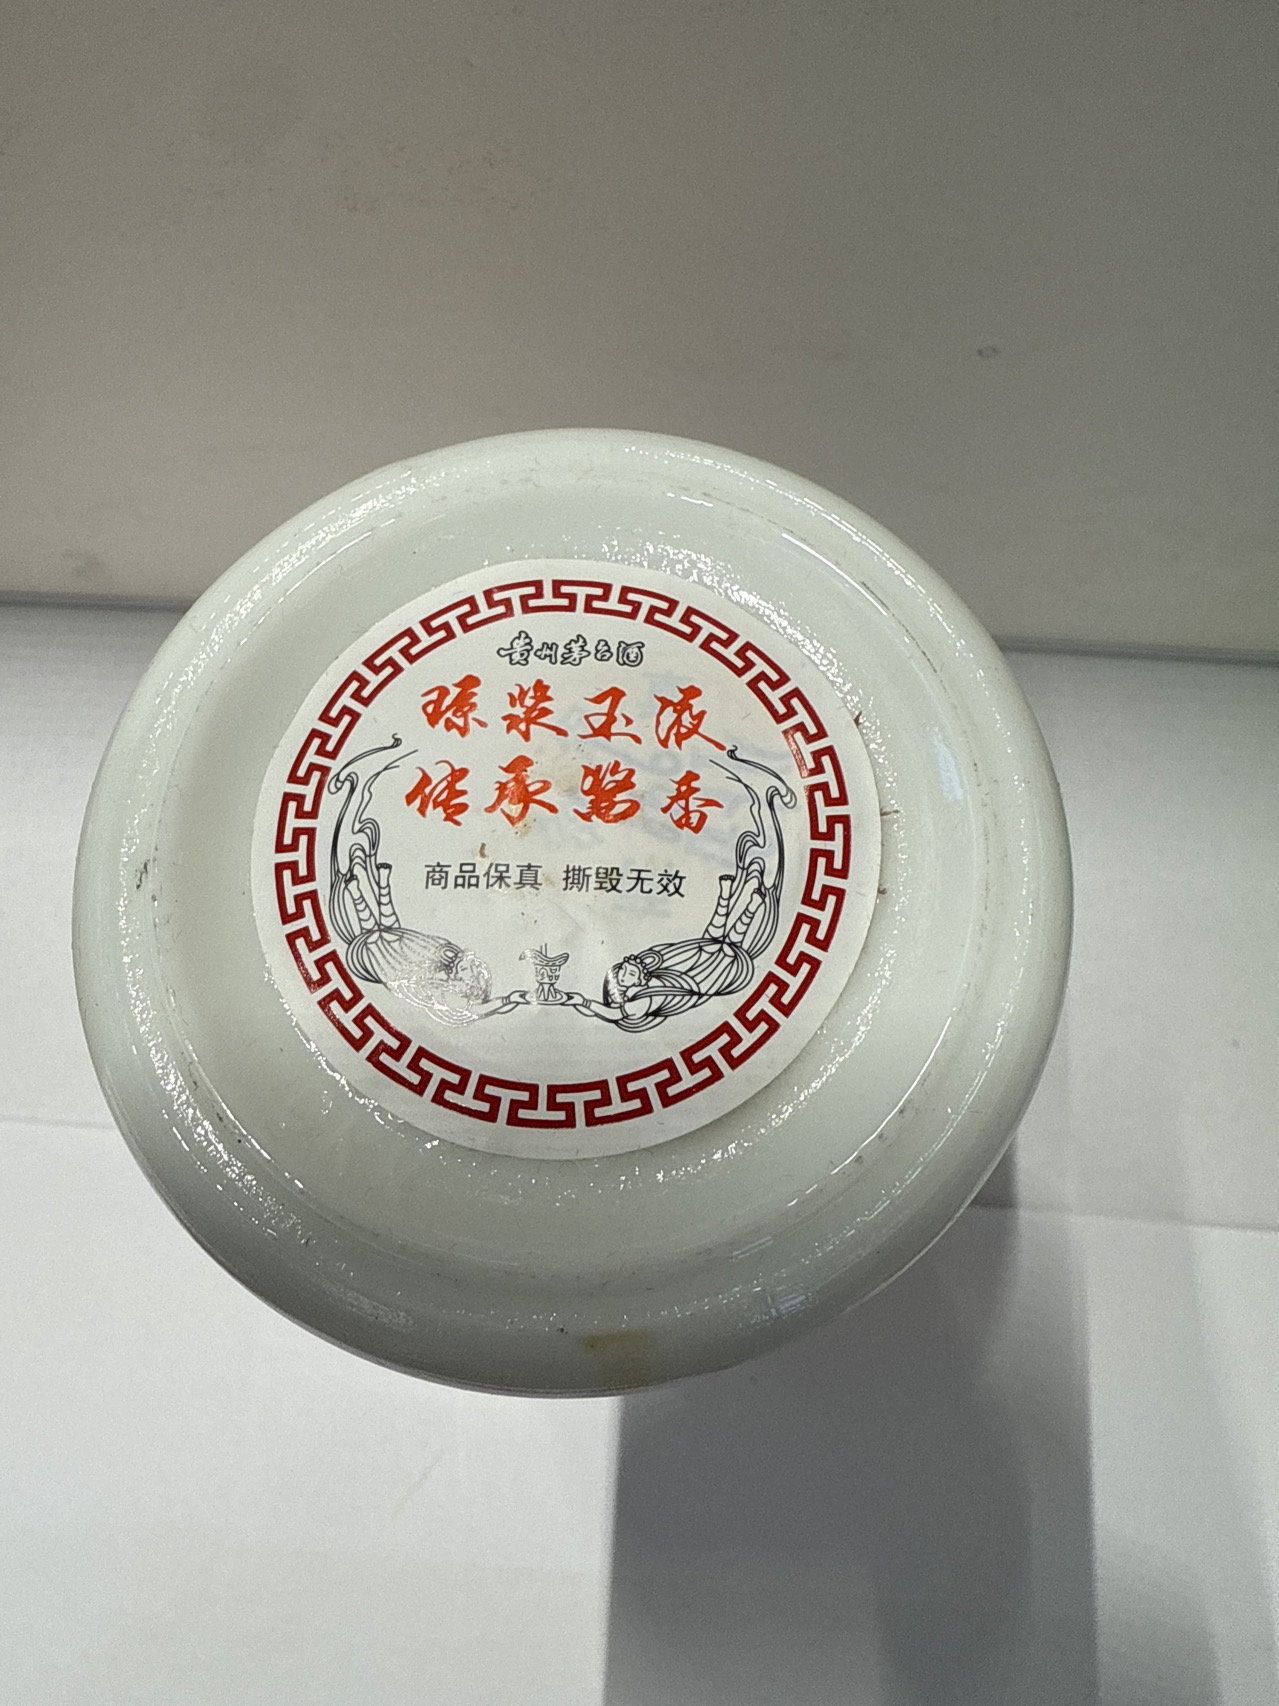 贵州茅台酒
琼浆玉液
传承酱香
商品保真 撕毁无效